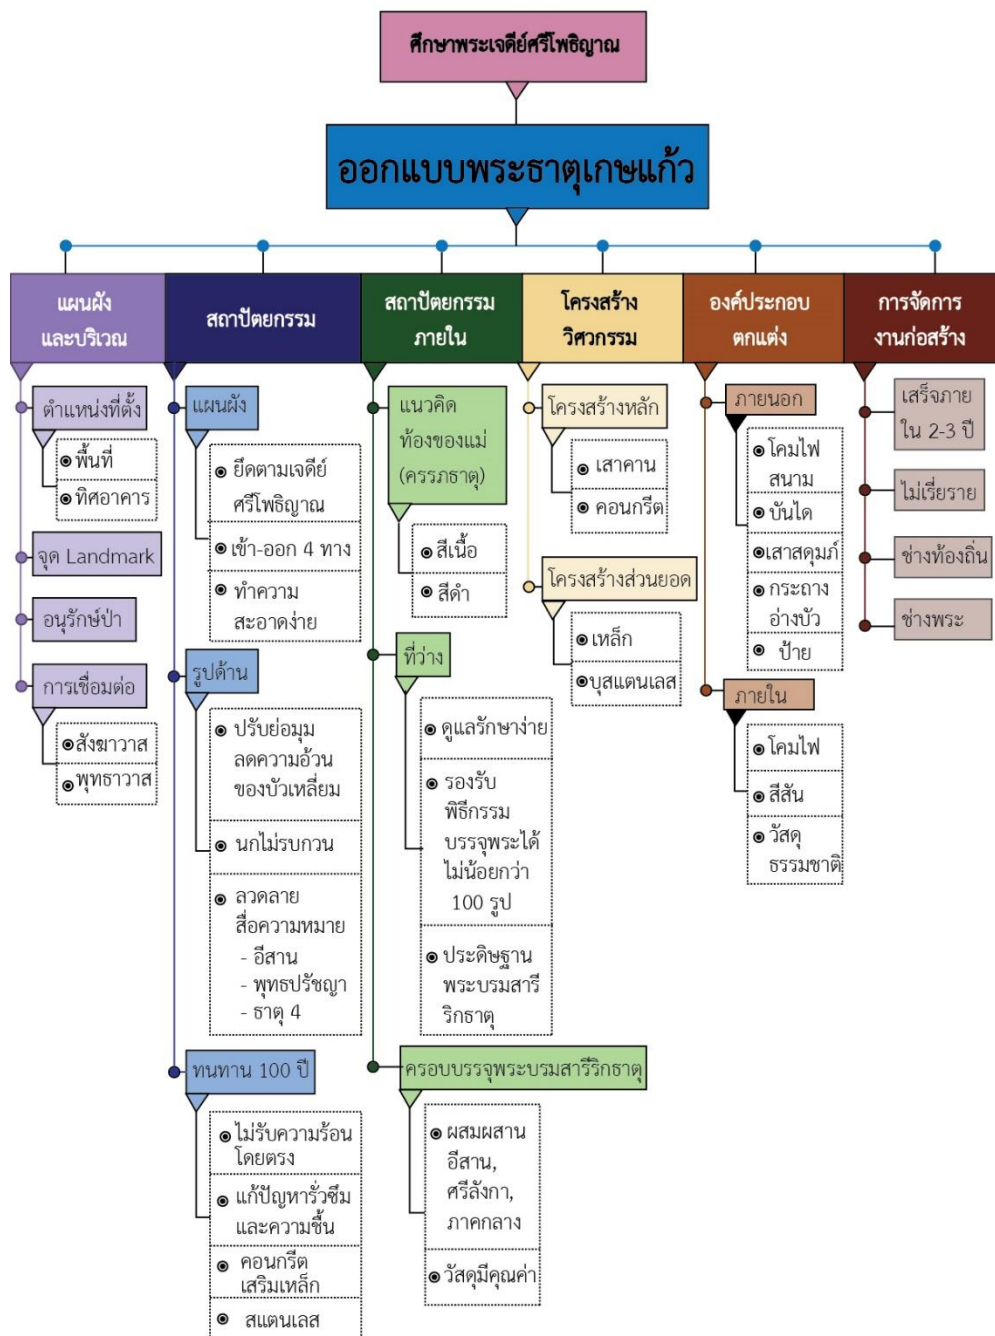 ศึกษาพระเจดีย์ศรีโพธิญาณ
ออกแบบพระธาตุเกษแก้ว
แผนผัง
และบริเวณ
ตำแหน่งที่ตั้ง
พื้นที่
ทิศอาคาร
จุด Landmark
อนุรักษ์ป่า
การเชื่อมต่อ
สังฆาวาส
พุทธาวาส
สถาปัตยกรรม
แผนผัง
ยึดตามเจดีย์
ศรีโพธิญาณ
เข้า-ออก 4 ทาง
ทำความ
สะอาดง่าย
รูปด้าน
ปรับย่อมุม
ลดความอ้วน
ของบัวเหลี่ยม
นกไม่รบกวน
ลวดลาย
สื่อความหมาย
- อีสาน
- พุทธปรัชญา
- ธาตุ 4
ทนทาน 100 ปี
ไม่รับความร้อน
โดยตรง
แก้ปัญหารั่วซึม
และความชื้น
คอนกรีต
เสริมเหล็ก
สแตนเลส
สถาปัตยกรรม
ภายใน
แนวคิด
ท้องของแม่
(ครรภธาตุ)
สีเนื้อ
สีดำ
ที่ว่าง
ดูแลรักษาง่าย
รองรับ
พิธีกรรม
บรรจุพระได้
ไม่น้อยกว่า
100 รูป
ประดิษฐาน
พระบรมสารี
ริกธาตุ
ครอบบรรจุพระบรมสารีริกธาตุ
ผสมผสาน
อีสาน,
ศรีลังกา,
ภาคกลาง
วัสดุมีคุณค่า
โครงสร้าง
วิศวกรรม
โครงสร้างหลัก
เสาคาน
คอนกรีต
โครงสร้างส่วนยอด
เหล็ก
บุสแตนเลส
องค์ประกอบ
ตกแต่ง
ภายนอก
โคมไฟ
สนาม
บันได
เสาสดุมภ์
กระถาง
อ่างบัว
ป้าย
ภายใน
โคมไฟ
สีสัน
วัสดุ
ธรรมชาติ
การจัดการ
งานก่อสร้าง
เสร็จภาย
ใน 2-3 ปี
ไม่เรี่ยราย
ช่างท้องถิ่น
ช่างพระ